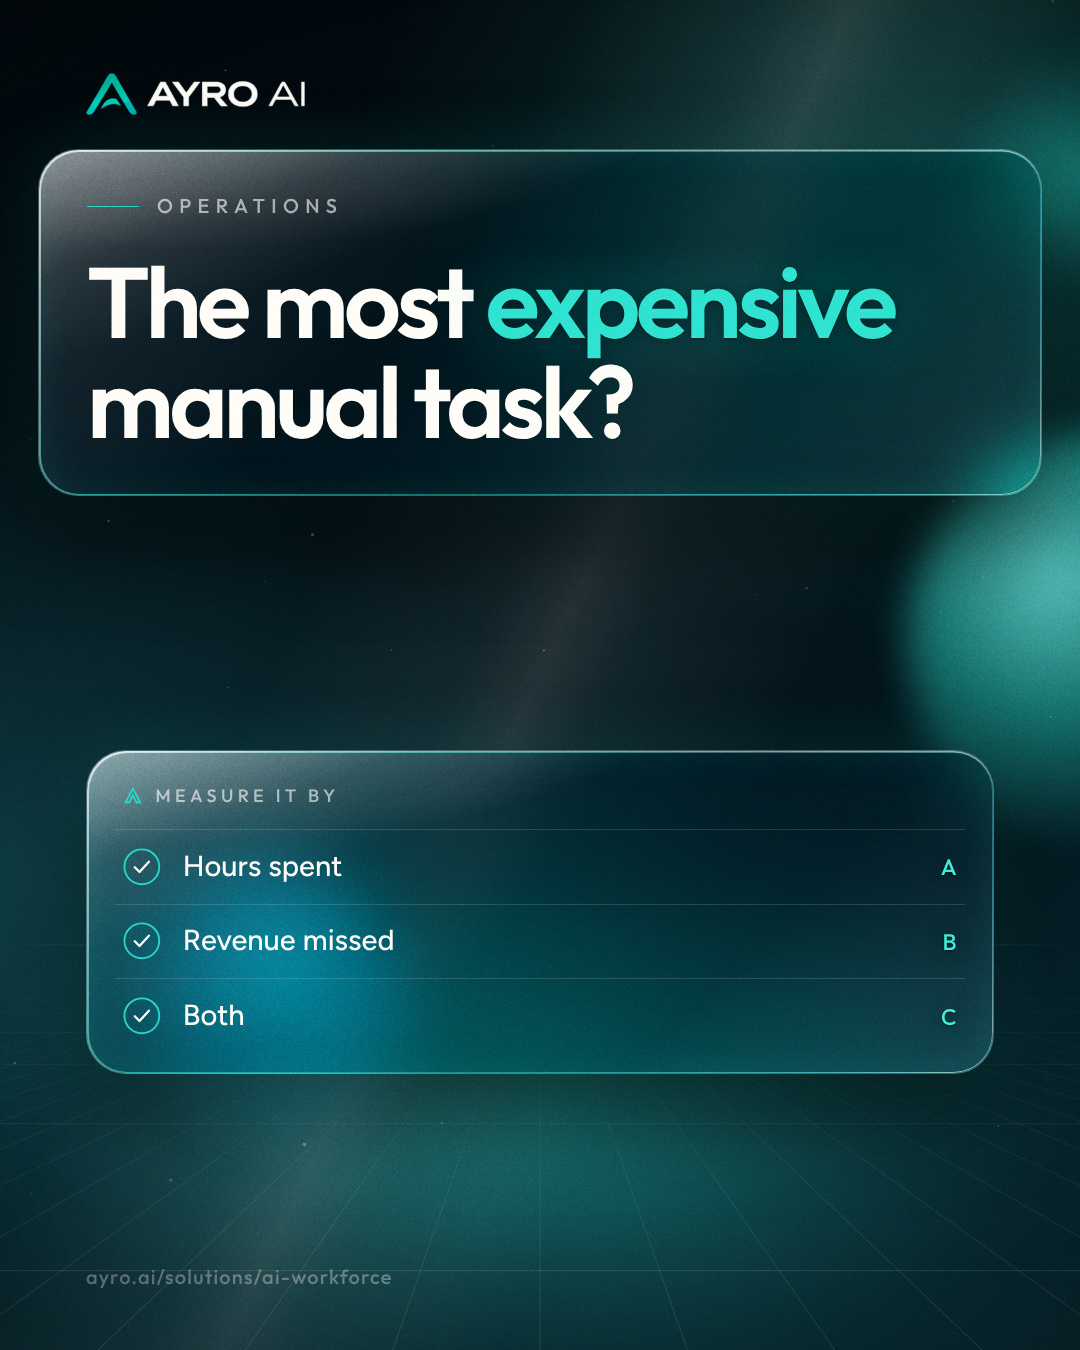 AYRO AI
OPERATIONS
The most expensive
manual task?
MEASURE IT BY
Hours spent A
Revenue missed B
Both C
ayro.ai/solutions/ai-workforce